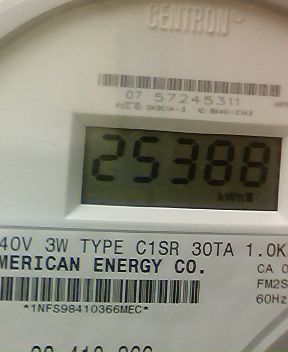 CENTRON®
07 57245311
25388
kWh
40V 3W TYPE C1SR 30TA 1.0K
MERICAN ENERGY CO.
CA 0
FM2S
60Hz
*1NFS98410366MEC*